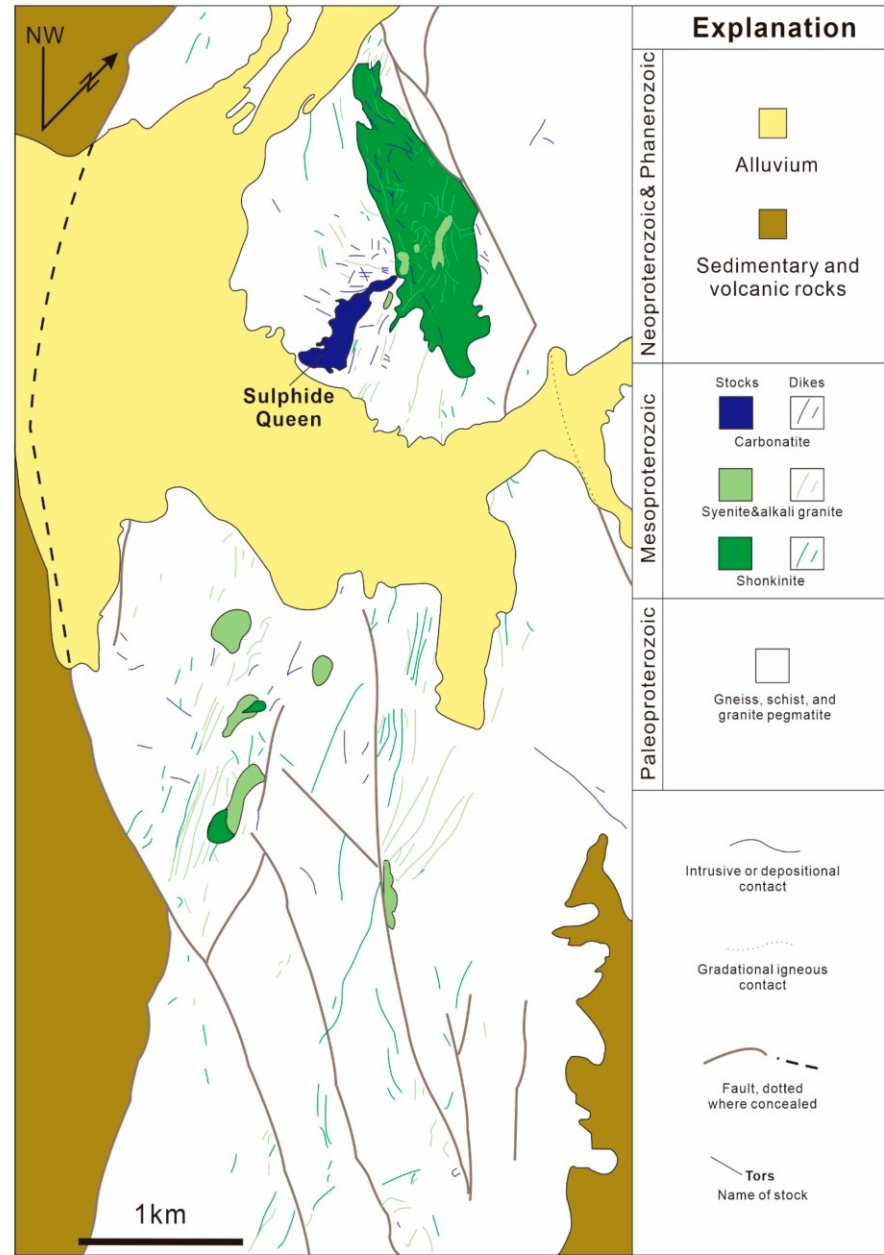 NW
N
Sulphide
Queen
1km
Explanation
Neoproterozoic & Phanerozoic
Alluvium
Sedimentary and
volcanic rocks
Mesoproterozoic
Stocks Dikes
Carbonatite
Syenite&alkali granite
Shonkinite
Paleoproterozoic
Gneiss, schist, and
granite pegmatite
Intrusive or depositional
contact
Gradational igneous
contact
Fault, dotted
where concealed
Tors
Name of stock